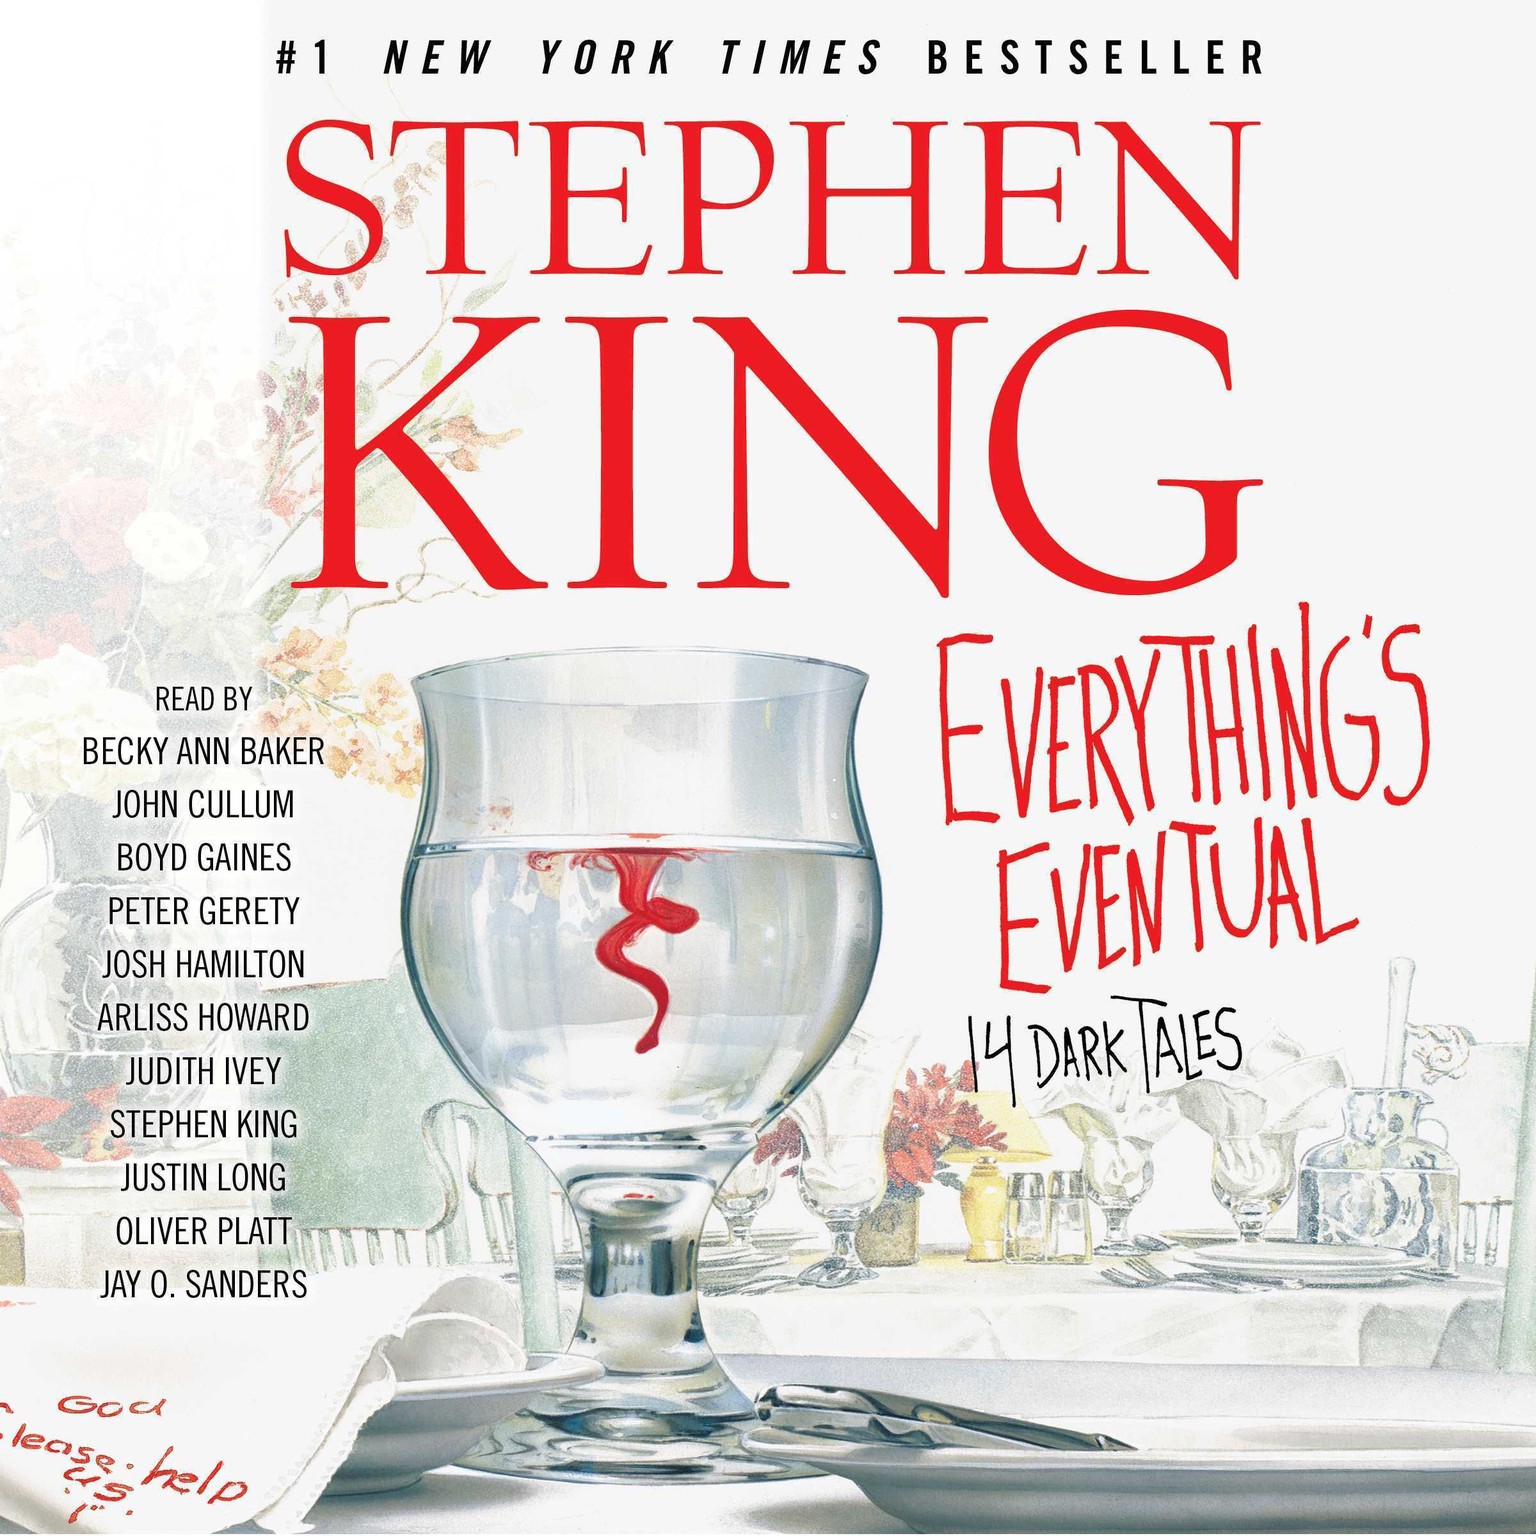 #1 NEW YORK TIMES BESTSELLER
STEPHEN
KING
EVERYTHING'S
EVENTUAL
14 DARK TALES
READ BY
BECKY ANN BAKER
JOHN CULLUM
BOYD GAINES
PETER GERETY
JOSH HAMILTON
ARLISS HOWARD
JUDITH IVEY
STEPHEN KING
JUSTIN LONG
OLIVER PLATT
JAY O. SANDERS
God
help
us